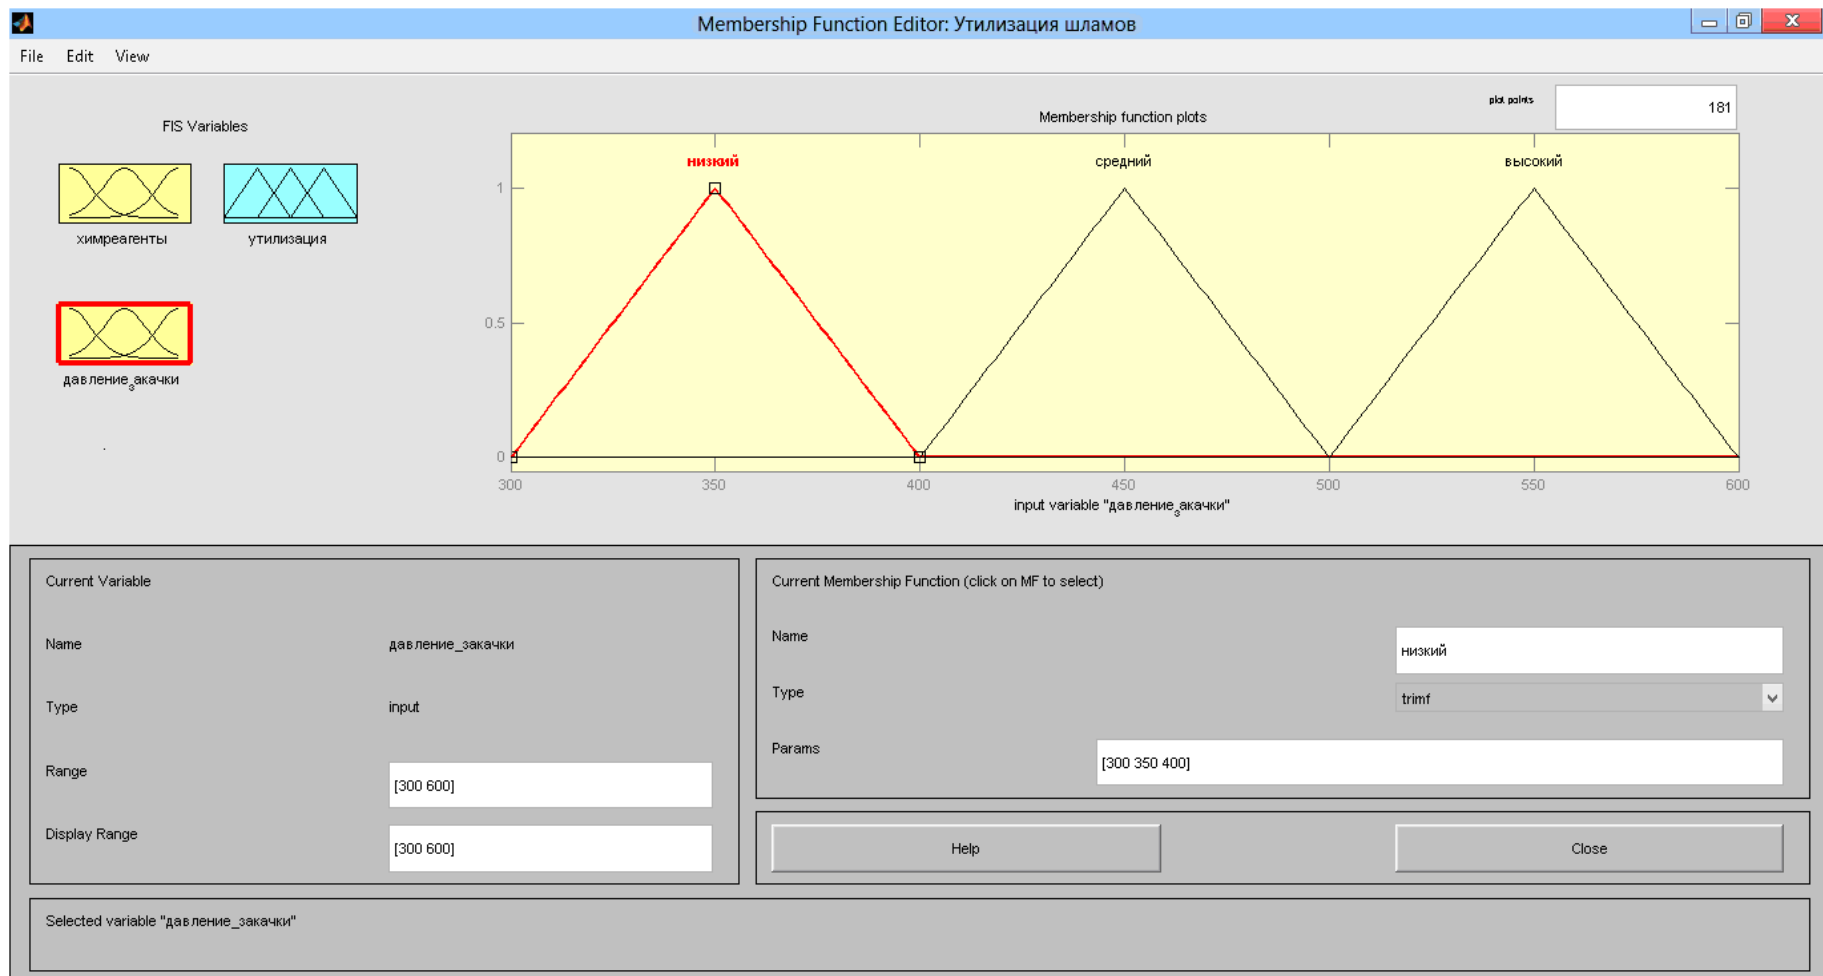 Membership Function Editor: Утилизация шламов
File Edit View
plot points
181
FIS Variables
Membership function plots
химреагенты
утилизация
давление_закачки
низкий
средний
высокий
1
0.5
0
300 350 400 450 500 550 600
input variable "давление_закачки"
Current Variable
Name давление_закачки
Type input
Range [300 600]
Display Range [300 600]
Current Membership Function (click on MF to select)
Name низкий
Type trimf
Params [300 350 400]
Help
Close
Selected variable "давление_закачки"